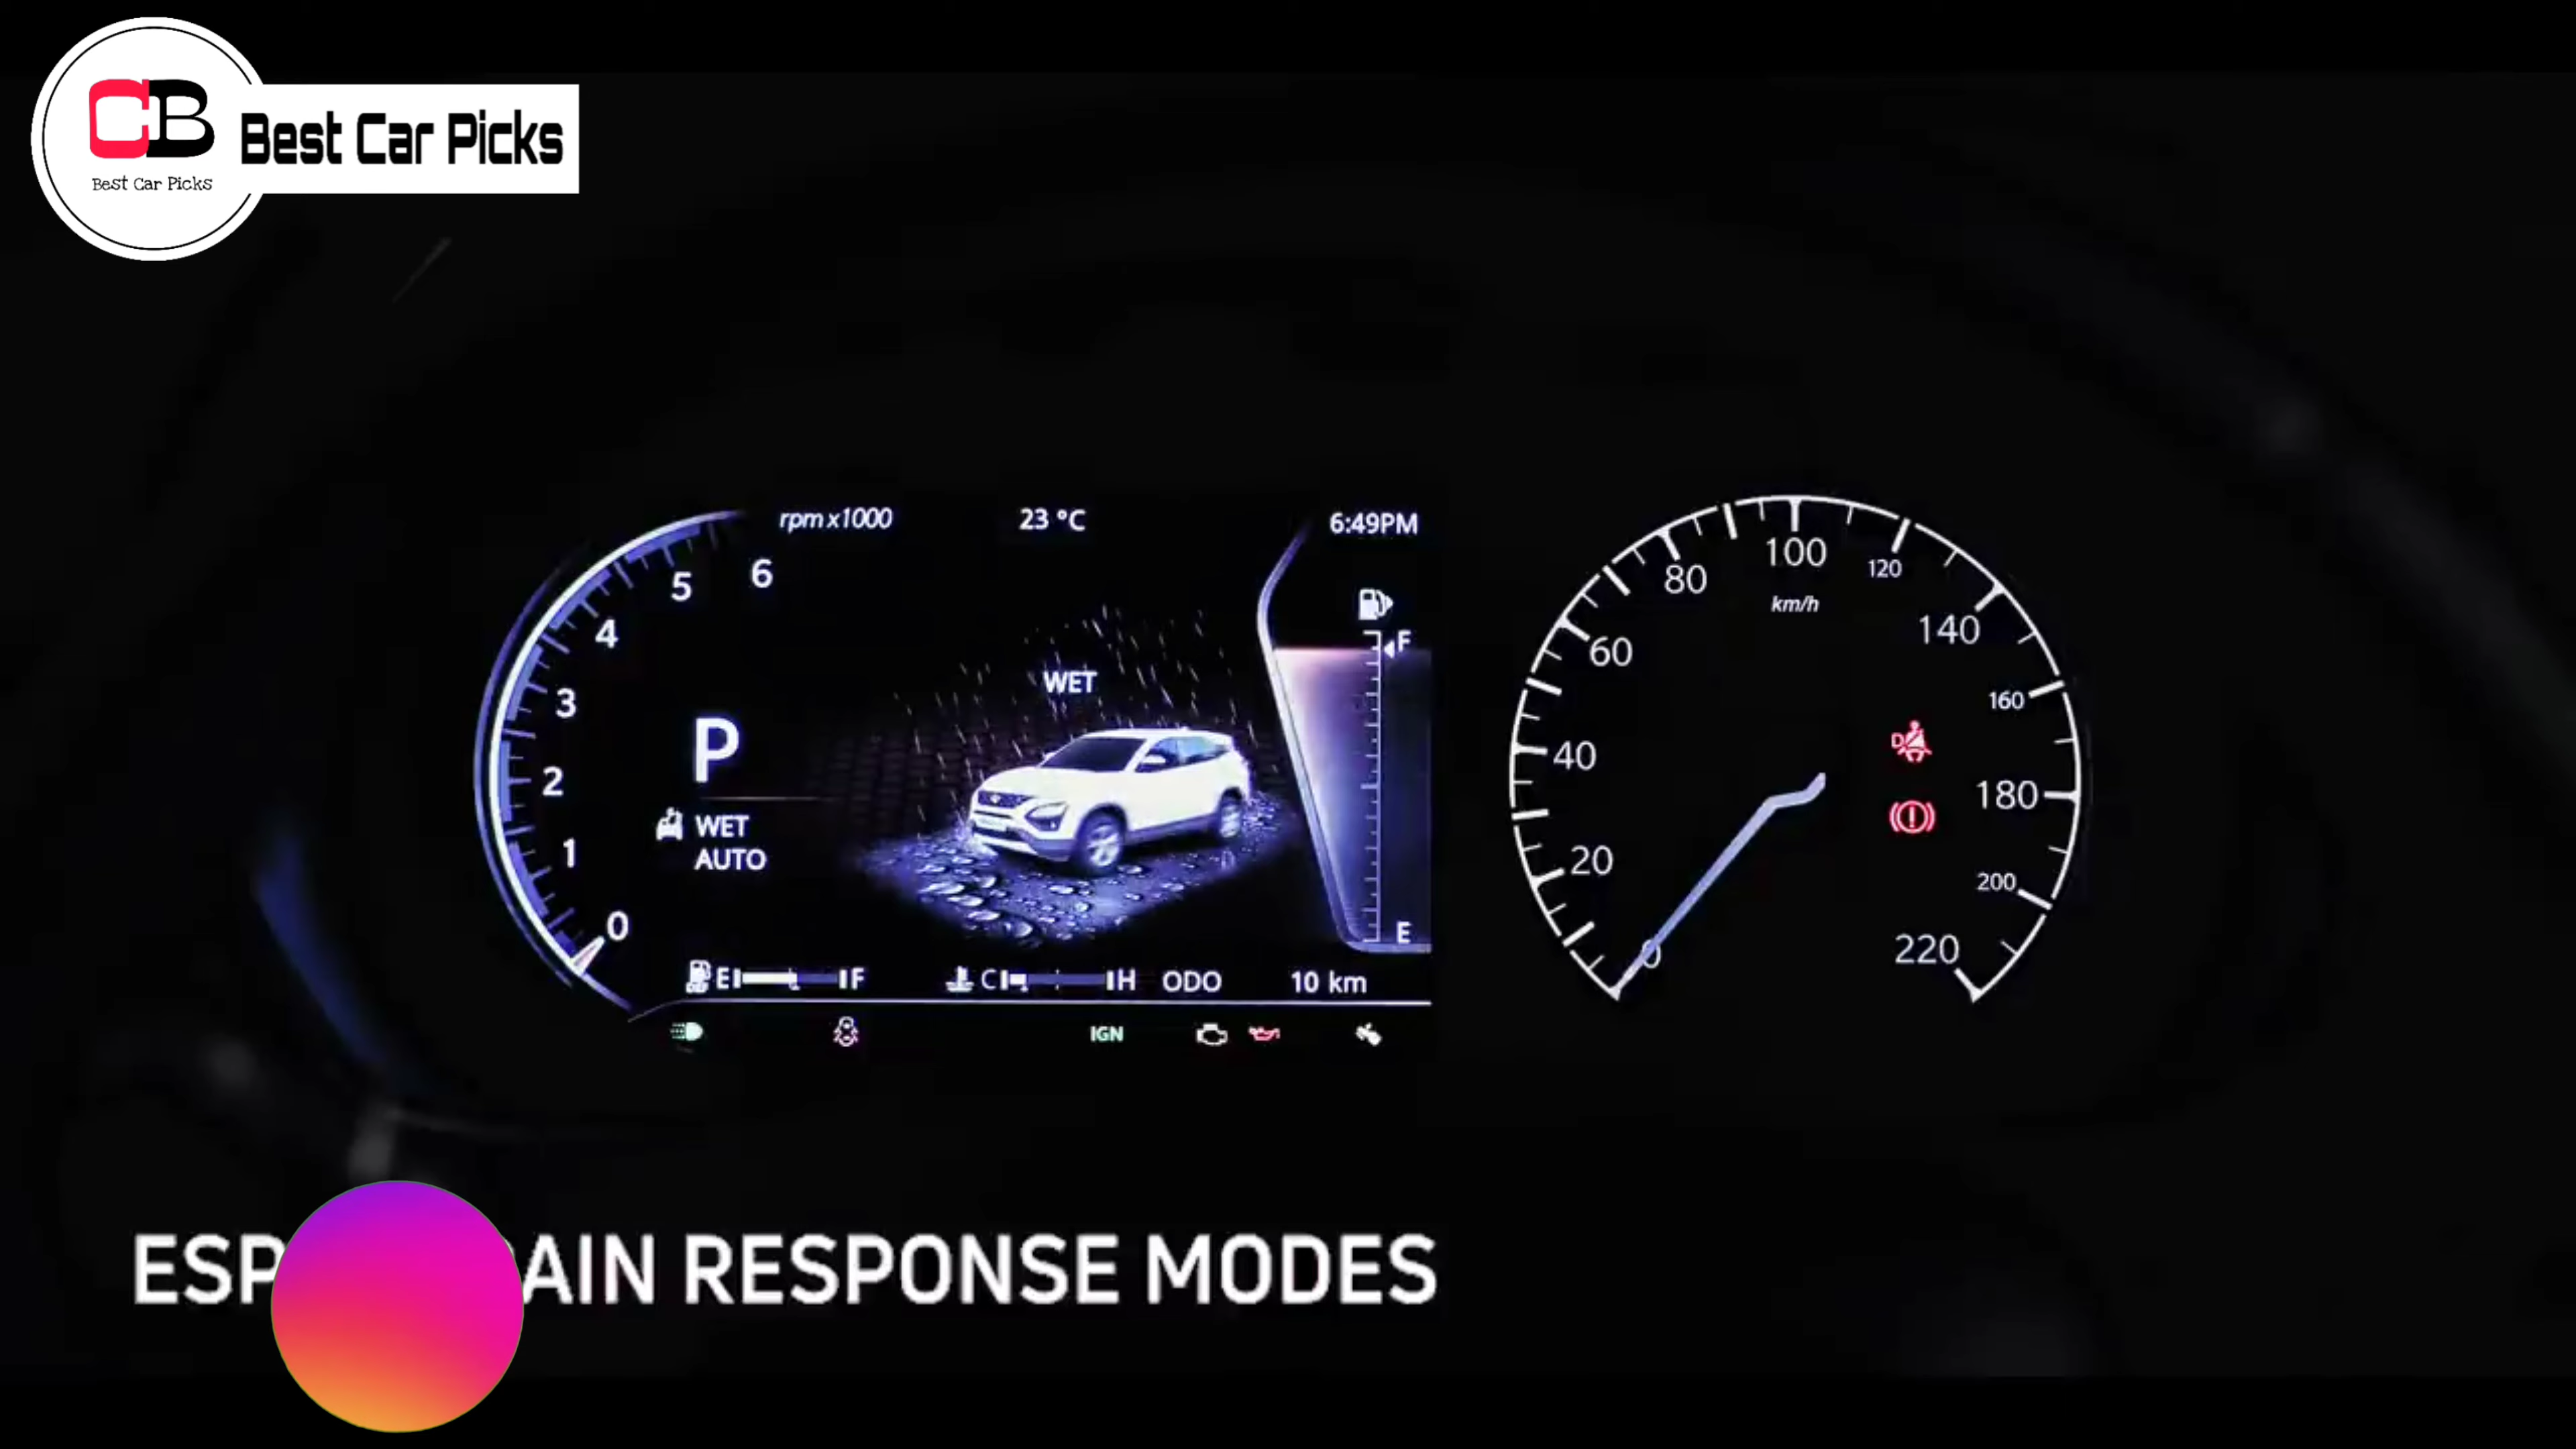 CB
Best Car Picks
Best Car Picks
rpm x1000
23 °C
6:49PM
6
5
4
3
2
1
0
WET
P
WET
AUTO
F
E
E F
C H
ODO
10 km
IGN
100
80
120
km/h
60
140
160
40
D
180
20
200
0
220
ESP
AIN RESPONSE MODES